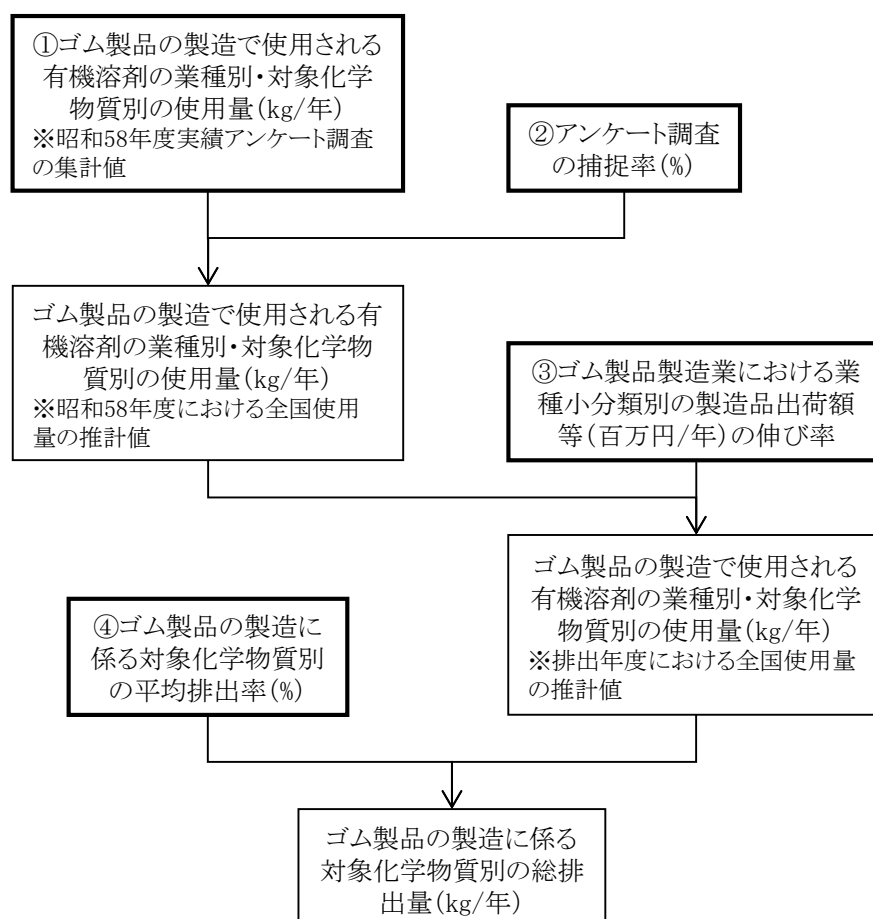 ①ゴム製品の製造で使用される
有機溶剤の業種別・対象化学
物質別の使用量(kg/年)
※昭和58年度実績アンケート調査
の集計値
②アンケート調査
の捕捉率(%)
ゴム製品の製造で使用される有
機溶剤の業種別・対象化学物
質別の使用量(kg/年)
※昭和58年度における全国使用
量の推計値
③ゴム製品製造業における業
種小分類別の製造品出荷額
等(百万円/年)の伸び率
ゴム製品の製造で使用される
有機溶剤の業種別・対象化学
物質別の使用量(kg/年)
※排出年度における全国使用量
の推計値
④ゴム製品の製造に
係る対象化学物質別
の平均排出率(%)
ゴム製品の製造に係る
対象化学物質別の総排
出量(kg/年)